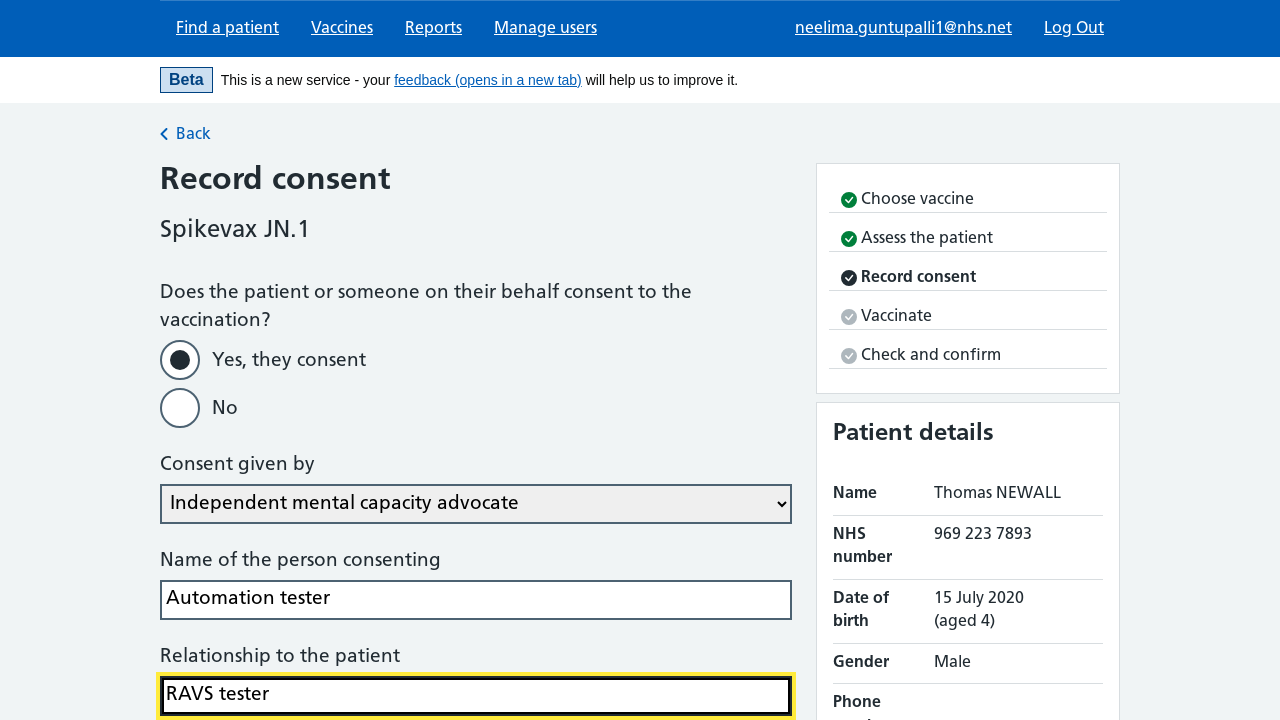 Find a patient
Vaccines
Reports
Manage users
neelima.guntupalli1@nhs.net
Log Out
Beta
This is a new service - your feedback (opens in a new tab) will help us to improve it.
Back
Record consent
Spikevax JN.1
Does the patient or someone on their behalf consent to the
vaccination?
Yes, they consent
No
Consent given by
Independent mental capacity advocate
Name of the person consenting
Automation tester
Relationship to the patient
RAVS tester
Choose vaccine
Assess the patient
Record consent
Vaccinate
Check and confirm
Patient details
Name
Thomas NEWALL
NHS
number
969 223 7893
Date of
birth
15 July 2020
(aged 4)
Gender
Male
Phone